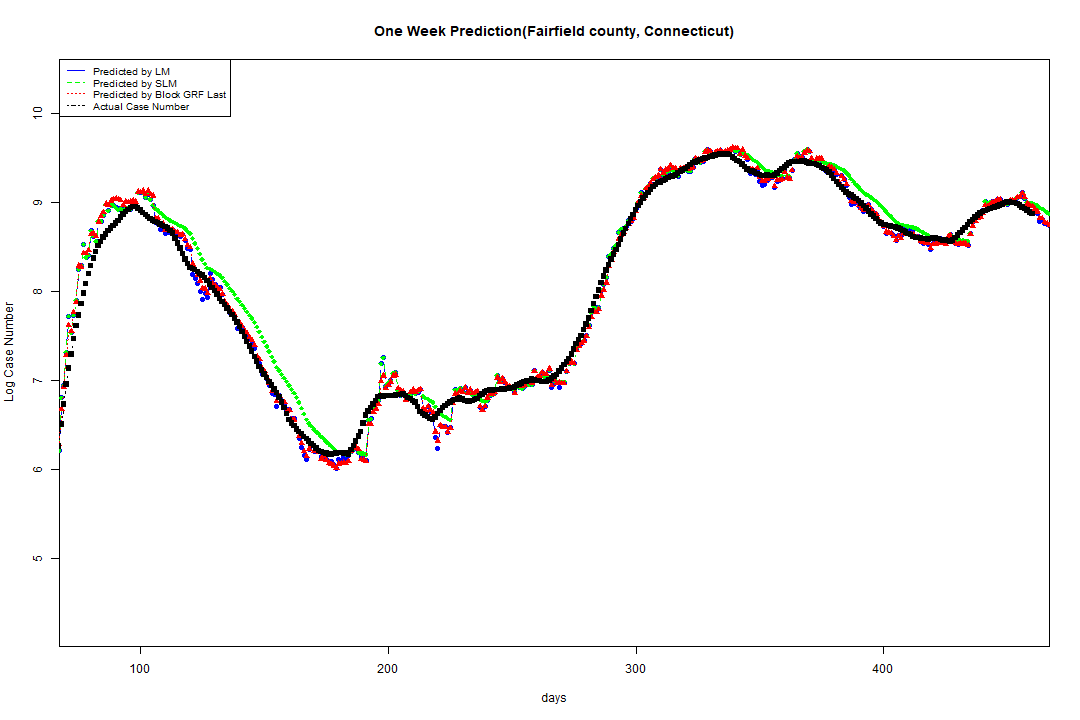 One Week Prediction(Fairfield county, Connecticut)
Predicted by LM
Predicted by SLM
Predicted by Block GRF Last
Actual Case Number
10
9
8
7
6
5
Log Case Number
100
200
300
400
days